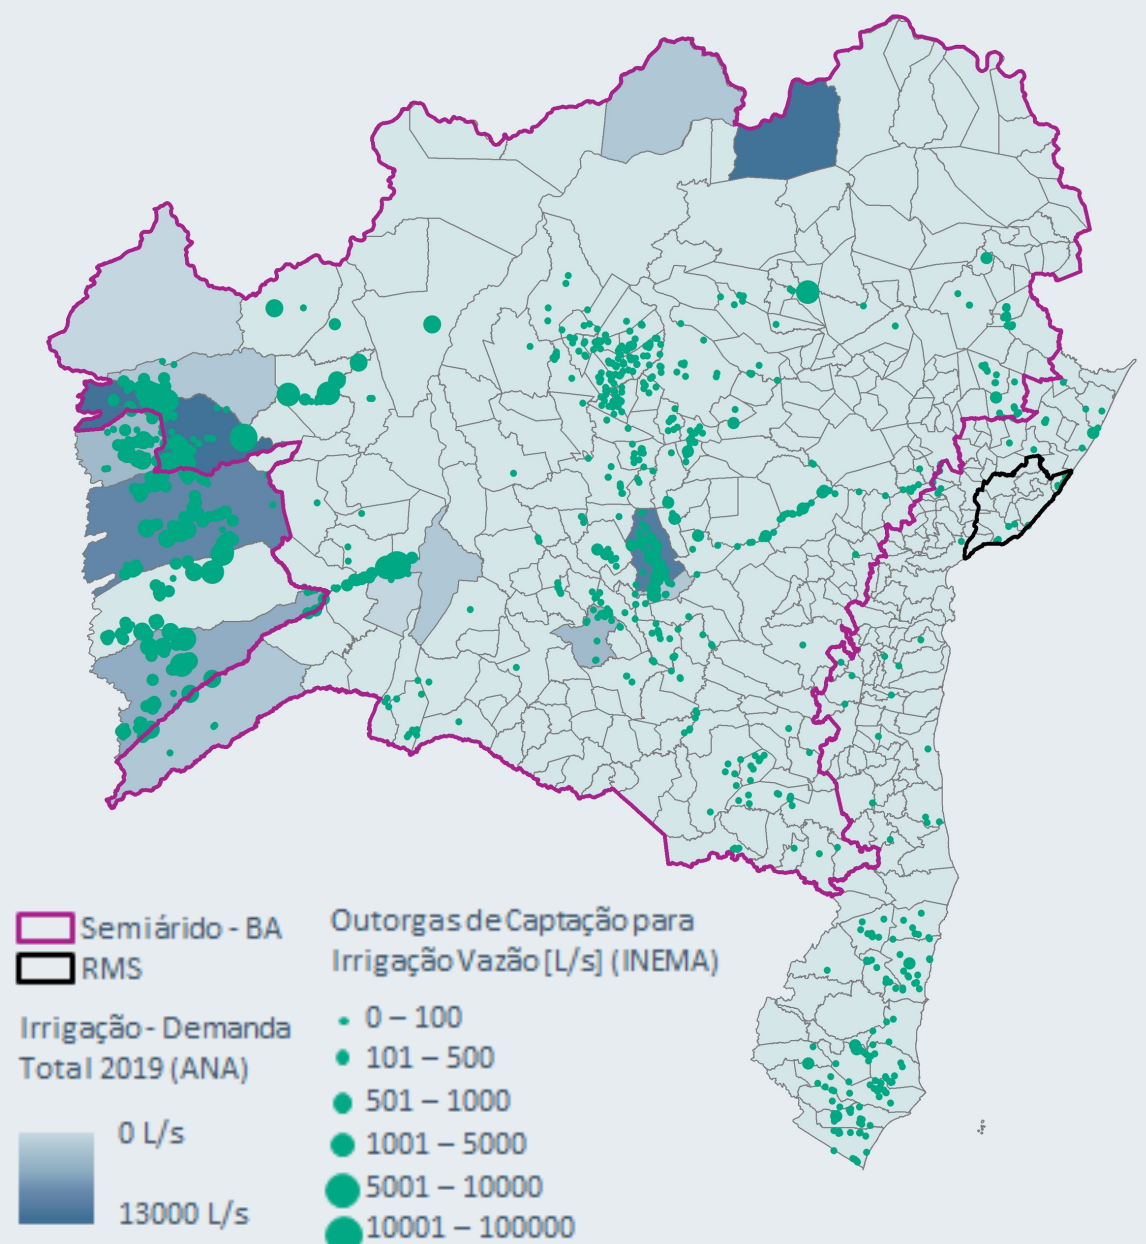 Semiárido - BA
RMS
Irrigação - Demanda
Total 2019 (ANA)
0 L/s
13000 L/s
Outorgas de Captação para
Irrigação Vazão [L/s] (INEMA)
0 – 100
101 – 500
501 – 1000
1001 – 5000
5001 – 10000
10001 – 100000